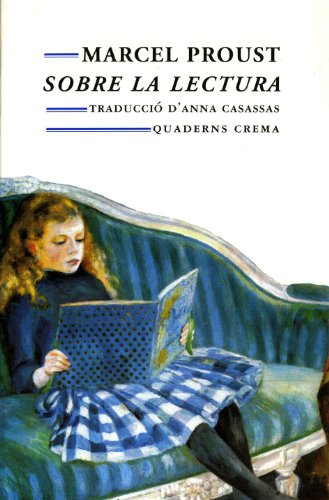 MARCEL PROUST
SOBRE LA LECTURA
TRADUCCIÓ D'ANNA CASASSAS
QUADERNS CREMA